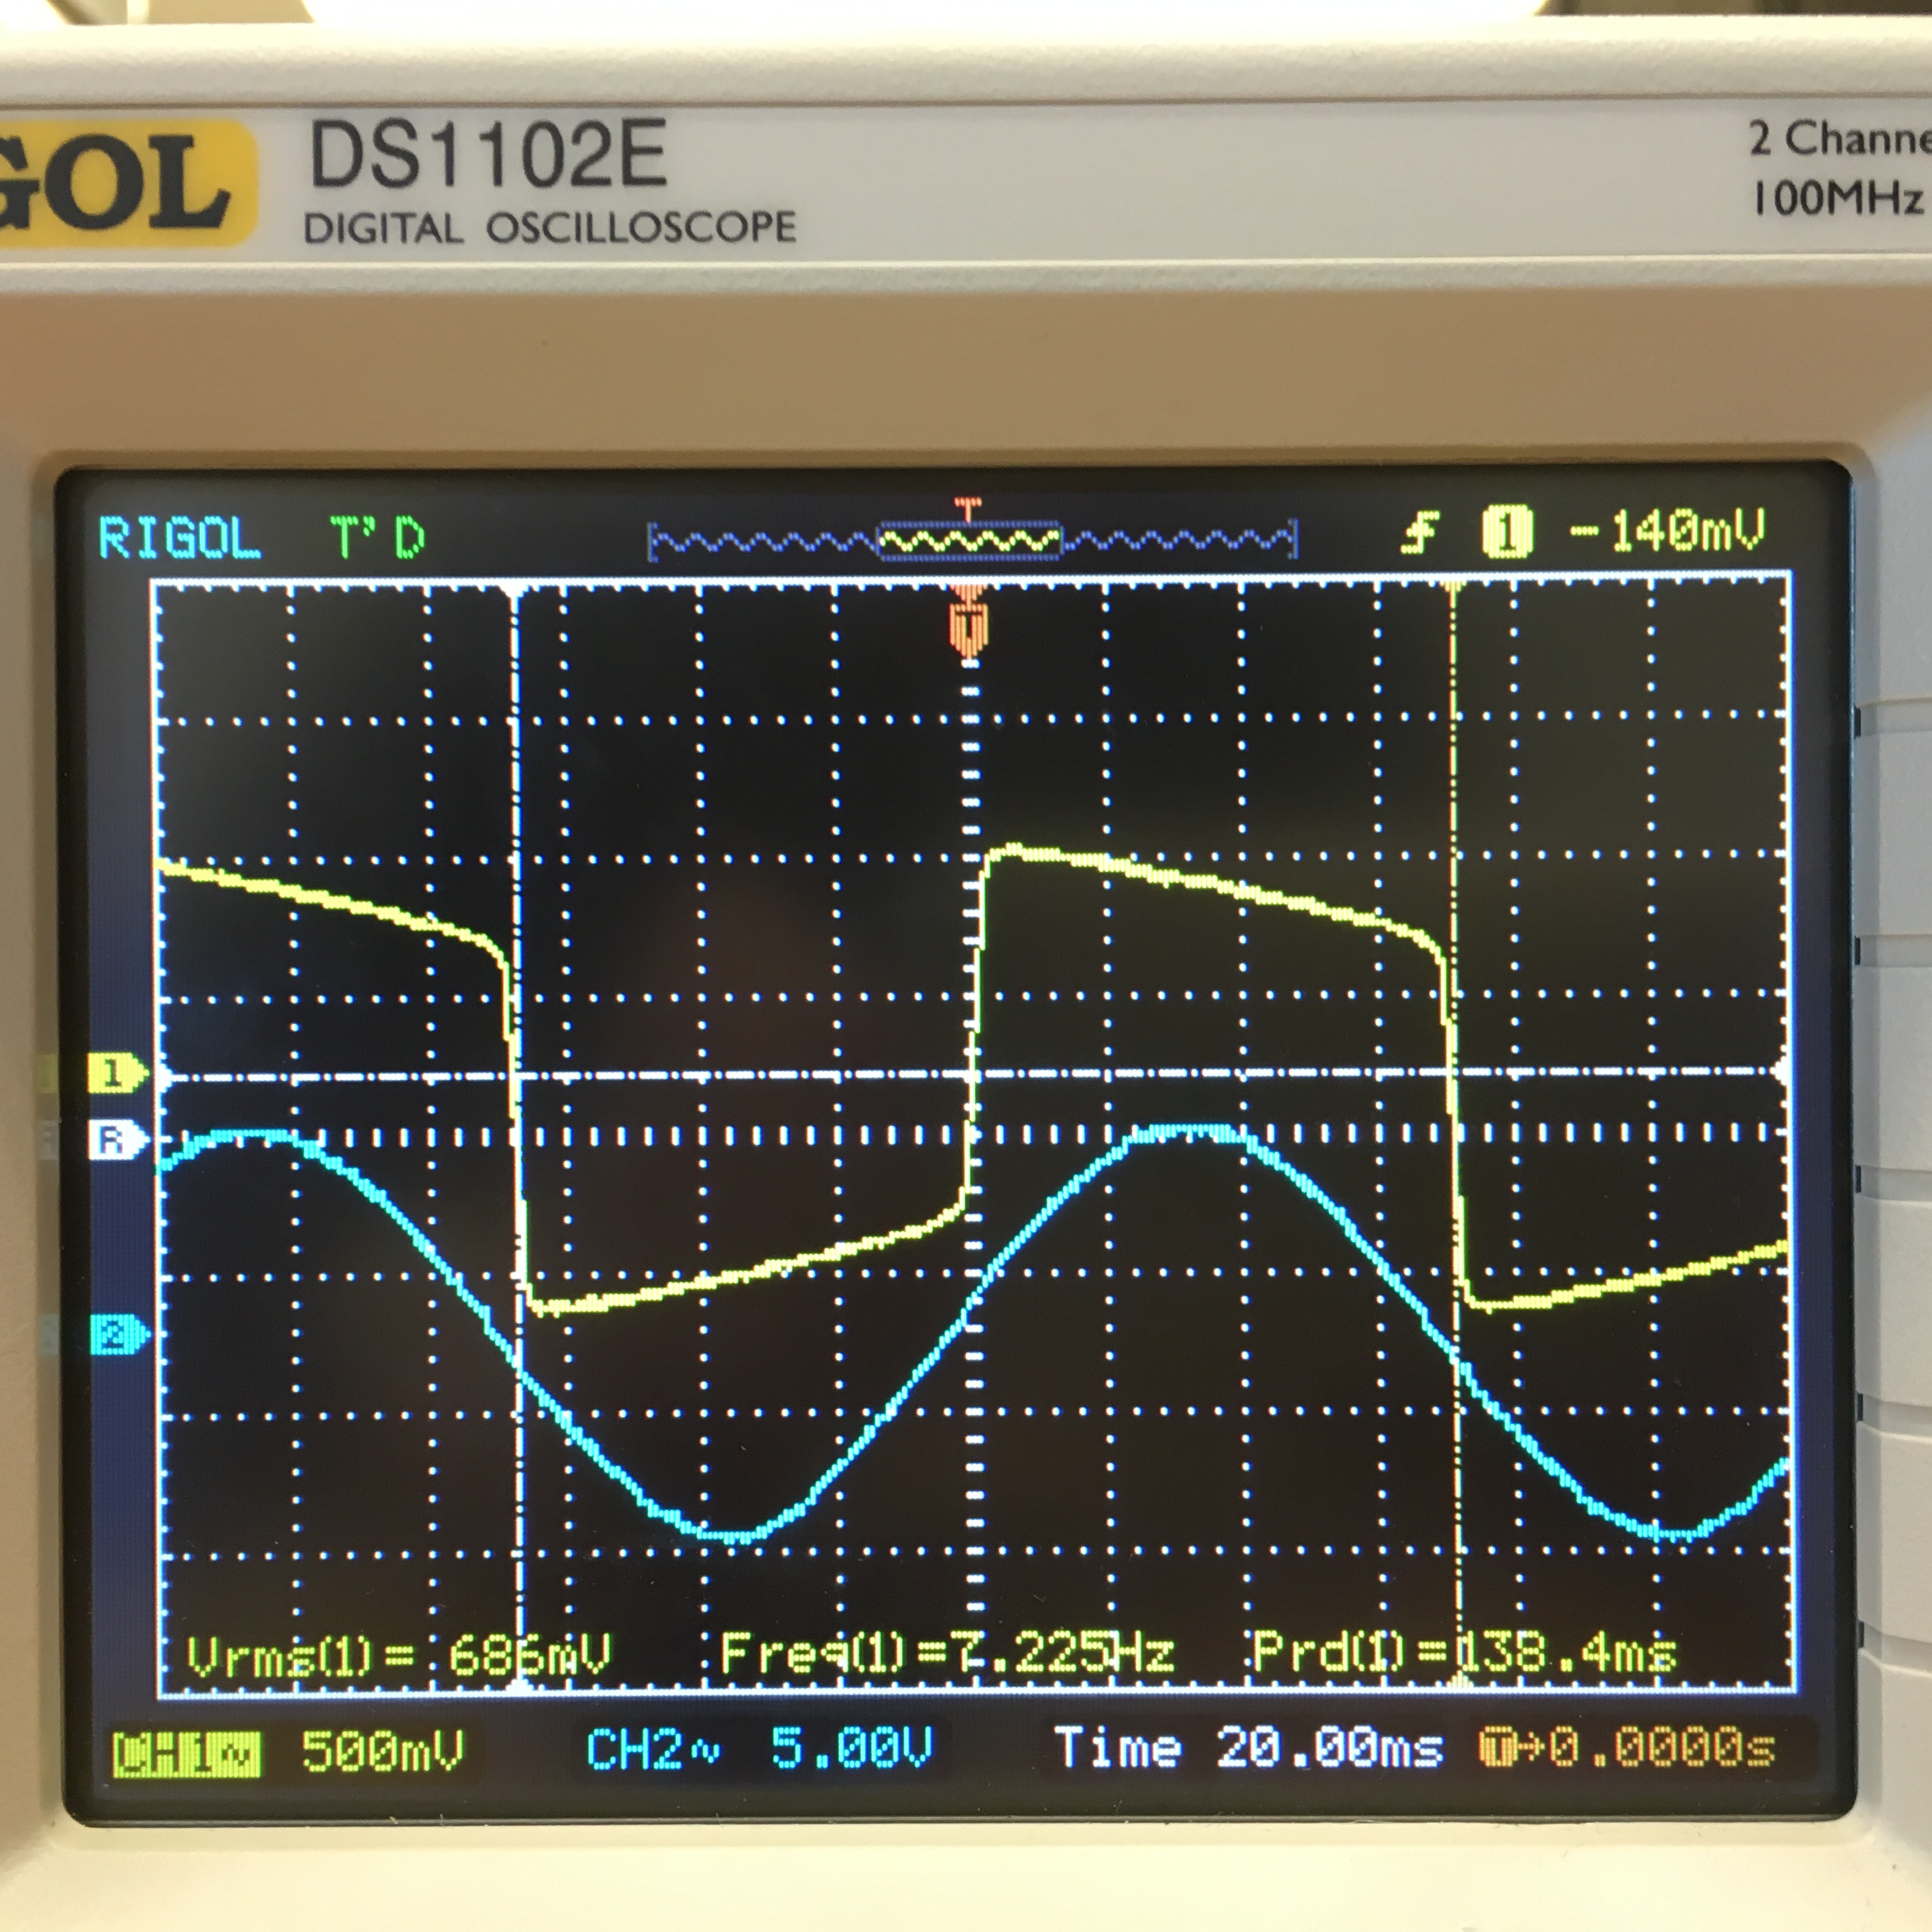 GOL DS1102E 2 Channe
DIGITAL OSCILLOSCOPE 100MHz
RIGOL T'D T 1 -140mV
T
1
R
2
Vrms(1)= 686mV Freq(1)=7.225Hz Prd(1)=138.4ms
CH1~ 500mV CH2~ 5.00V Time 20.00ms T→0.0000s